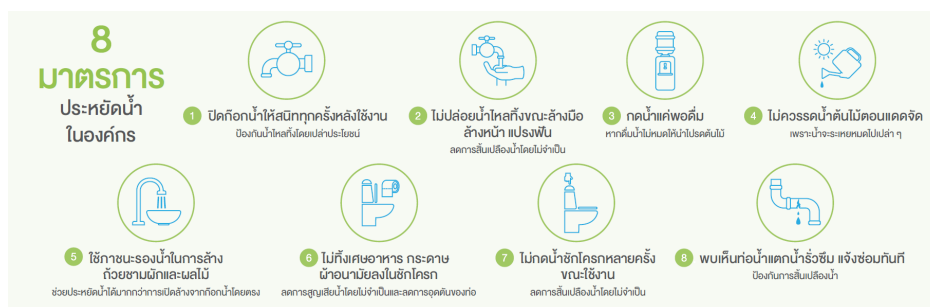 8
มาตรการ
ประหยัดน้ำ
ในองค์กร
1 ปิดก๊อกน้ำให้สนิททุกครั้งหลังใช้งาน
ป้องกันน้ำไหลทิ้งโดยเปล่าประโยชน์
2 ไม่ปล่อยน้ำไหลทิ้งขณะล้างมือ
ล้างหน้า แปรงฟัน
ลดการสิ้นเปลืองน้ำโดยไม่จำเป็น
3 กดน้ำแค่พอดื่ม
หากดื่มน้ำไม่หมดให้นำไปรดต้นไม้
4 ไม่ควรรดน้ำต้นไม้ตอนแดดจัด
เพราะน้ำจะระเหยหมดไปเปล่า ๆ
5 ใช้ภาชนะรองน้ำในการล้าง
ถ้วยชามผักและผลไม้
ช่วยประหยัดน้ำได้มากกว่าการเปิดล้างจากก๊อกน้ำโดยตรง
6 ไม่ทิ้งเศษอาหาร กระดาษ
ผ้าอนามัยลงในชักโครก
ลดการสูญเสียน้ำโดยไม่จำเป็นและลดการอุดตันของท่อ
7 ไม่กดน้ำชักโครกหลายครั้ง
ขณะใช้งาน
ลดการสิ้นเปลืองน้ำโดยไม่จำเป็น
8 พบเห็นท่อน้ำแตกน้ำรั่วซึม แจ้งซ่อมทันที
ป้องกันการสิ้นเปลืองน้ำ